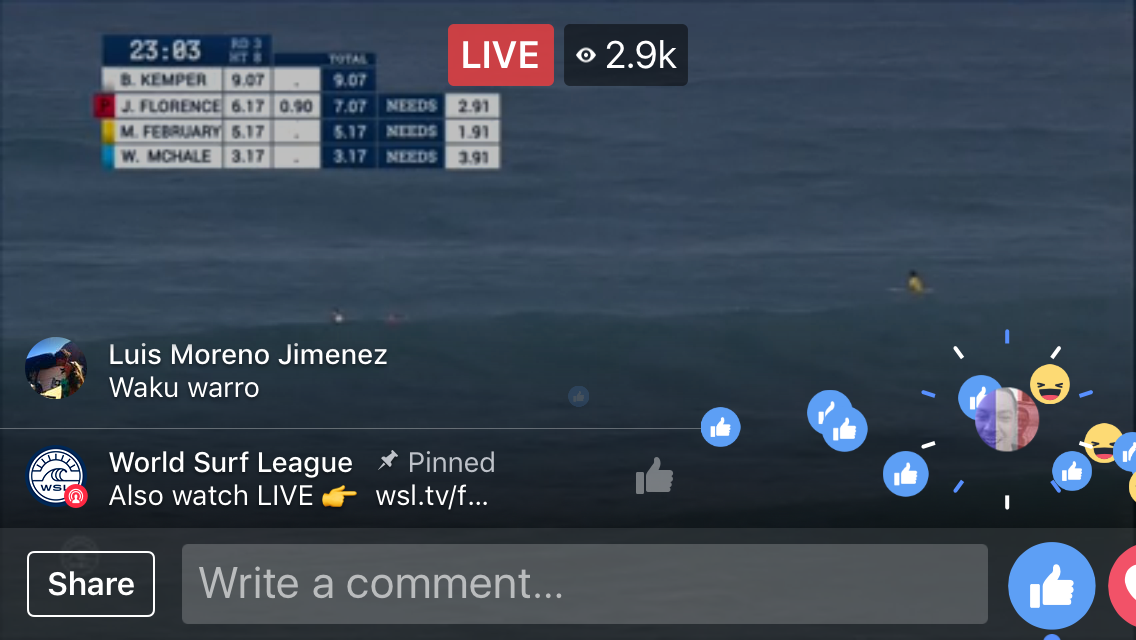 LIVE 2.9k
23:03 RD 3
HT 8
TOTAL
B. KEMPER 9.07 . 9.07
J. FLORENCE 6.17 0.90 7.07 NEEDS 2.91
M. FEBRUARY 5.17 . 5.17 NEEDS 1.91
W. MCHALE 3.17 . 3.17 NEEDS 3.91
Luis Moreno Jimenez
Waku warro
World Surf League Pinned
Also watch LIVE 👉 wsl.tv/f...
WSL
Share
Write a comment...